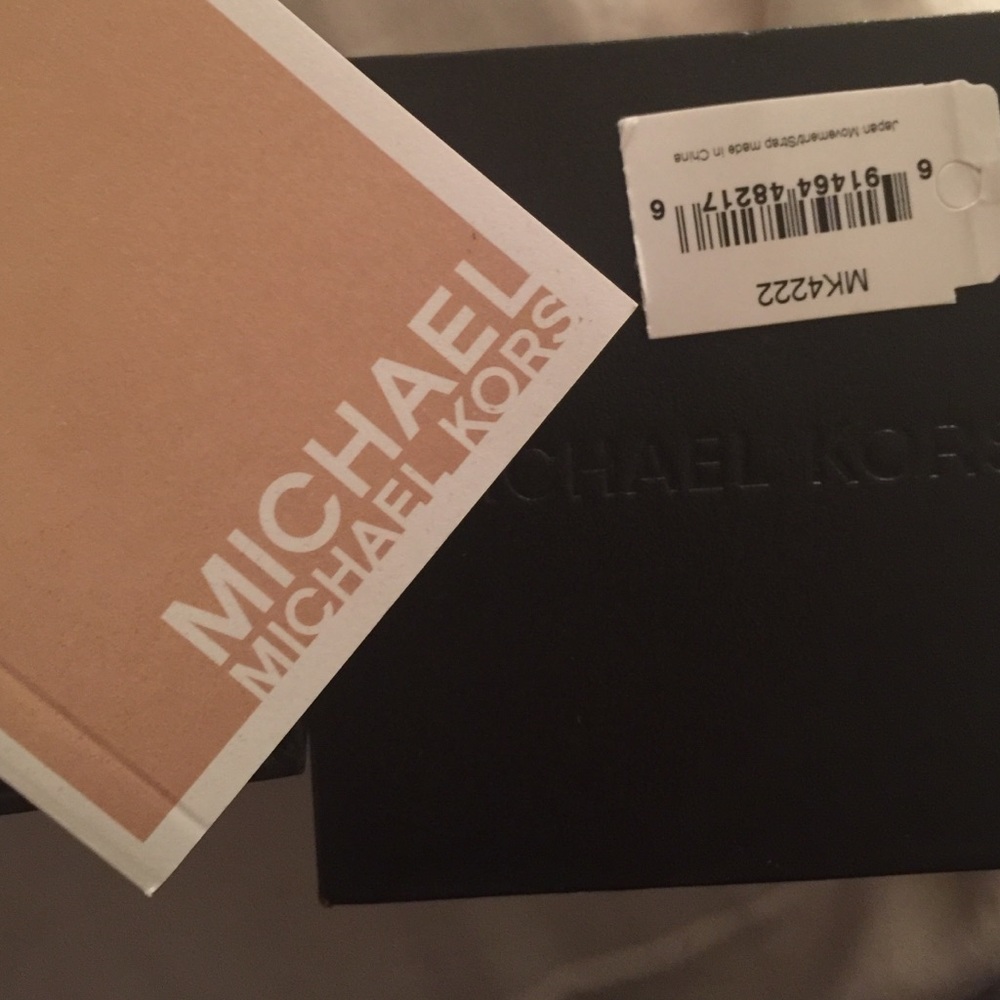 MICHAEL
MICHAEL KORS
MICHAEL KORS
MK4222
6 91464 48217 6
Japan Movement/Strap made in China